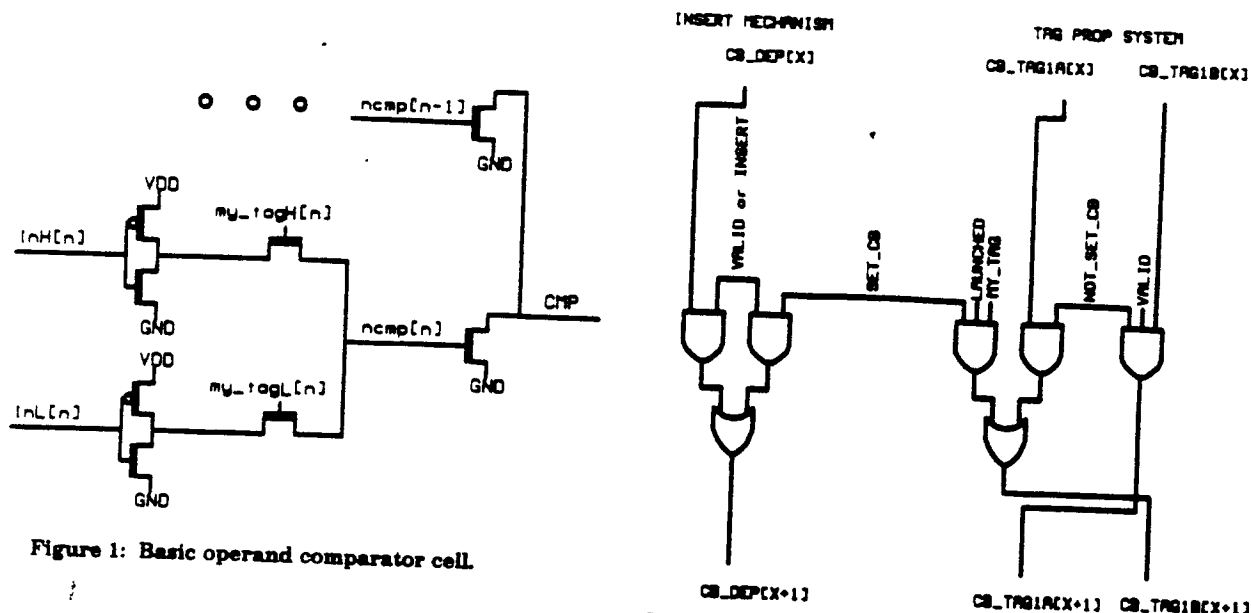 ncmp[n-1]
GND
VDD
my_tagH[n]
InH[n]
GND
CMP
ncmp[n]
GND
VDD
my_tagL[n]
InL[n]
GND
Figure 1: Basic operand comparator cell.
INSERT MECHANISM
TAG PROP SYSTEM
CB_DEP[X]
CB_TAG1A[X]
CB_TAG1B[X]
VALID or INSERT
SET_CB
LAUNCHED
MY_TAG
NOT_SET_CB
VALID
CB_DEP[X+1]
CB_TAG1A[X+1]
CB_TAG1B[X+1]